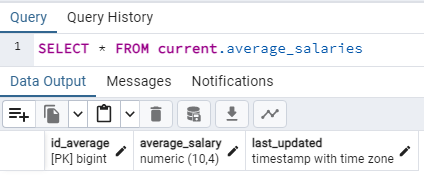 Query Query History
1 SELECT * FROM current.average_salaries
Data Output Messages Notifications
id_average average_salary last_updated
[PK] bigint numeric (10,4) timestamp with time zone